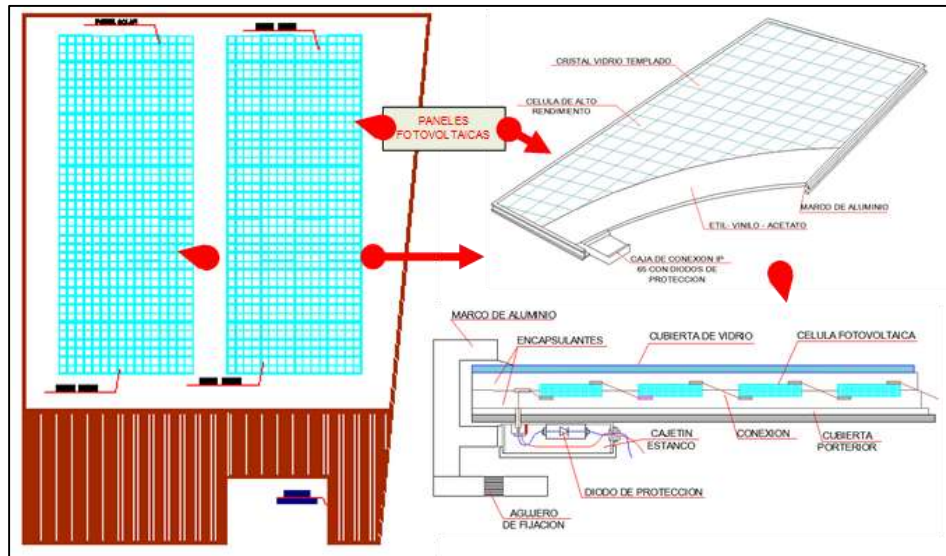 PANEL SOLAR
PANELES
FOTOVOLTAICAS
CRISTAL VIDRIO TEMPLADO
CELULA DE ALTO
RENDIMIENTO
MARCO DE ALUMINIO
ETIL- VINILO - ACETATO
CAJA DE CONEXION IP
65 CON DIODOS DE
PROTECCION
MARCO DE ALUMINIO
ENCAPSULANTES
CUBIERTA DE VIDRIO
CELULA FOTOVOLTAICA
CAJETIN
ESTANCO
CONEXION
CUBIERTA
PORTERIOR
DIODO DE PROTECCION
AGUJERO
DE FIJACION